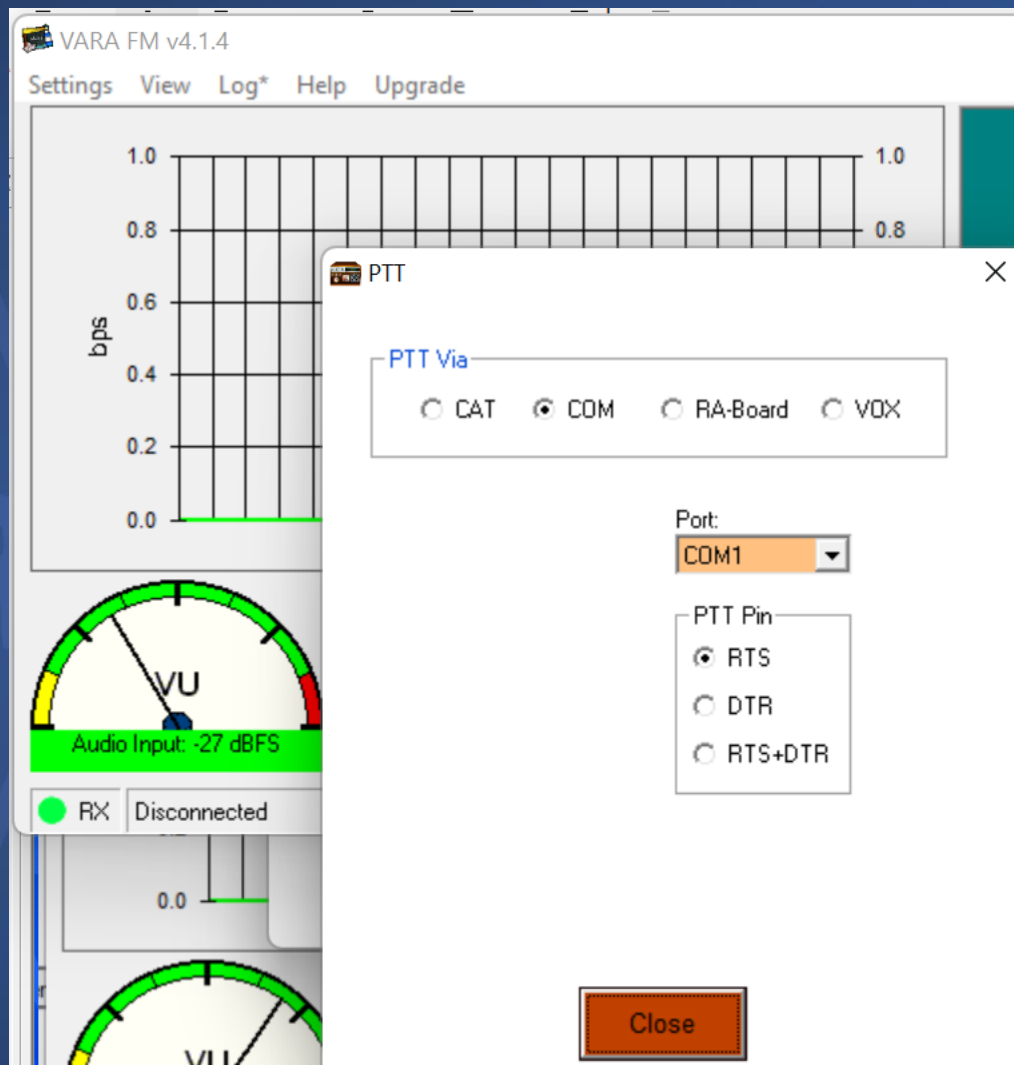 VARA FM v4.1.4
Settings View Log* Help Upgrade
1.0 1.0
0.8 0.8
PTT
0.6
bps
PTT Via
0.4
CAT COM RA-Board VOX
0.2
0.0
Port:
COM1
PTT Pin
RTS
VU
DTR
Audio Input: -27 dBFS
RTS+DTR
RX Disconnected
0.0
Close
VU